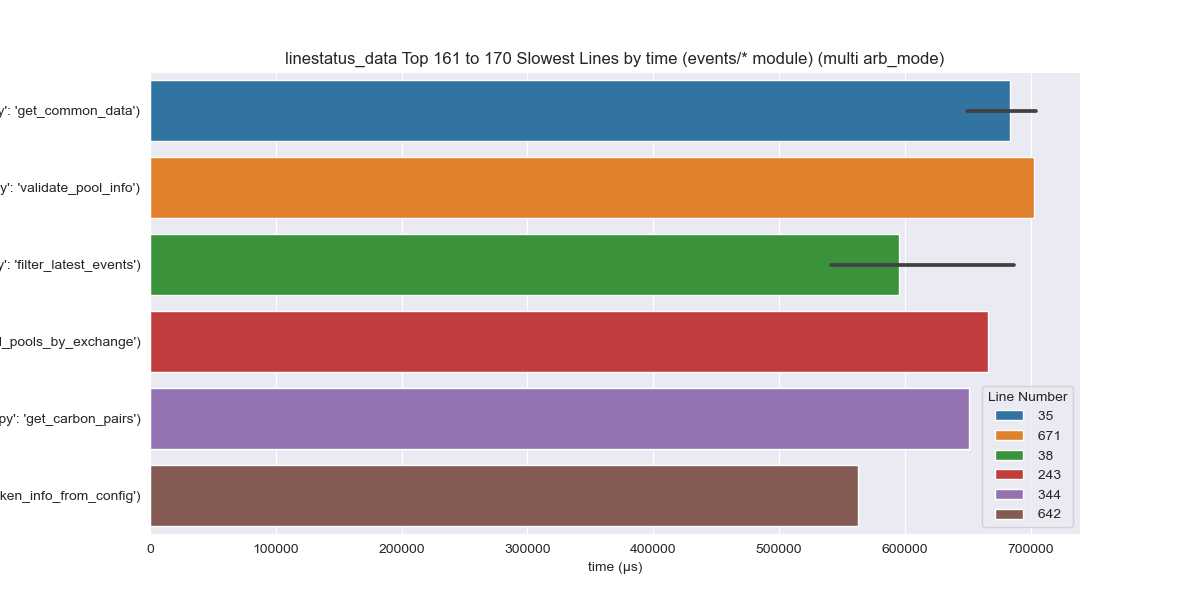 linestatus_data Top 161 to 170 Slowest Lines by time (events/* module) (multi arb_mode)
y': 'get_common_data')
y': 'validate_pool_info')
y': 'filter_latest_events')
l_pools_by_exchange')
py': 'get_carbon_pairs')
ken_info_from_config')
Line Number
35
671
38
243
344
642
0 100000 200000 300000 400000 500000 600000 700000
time (µs)